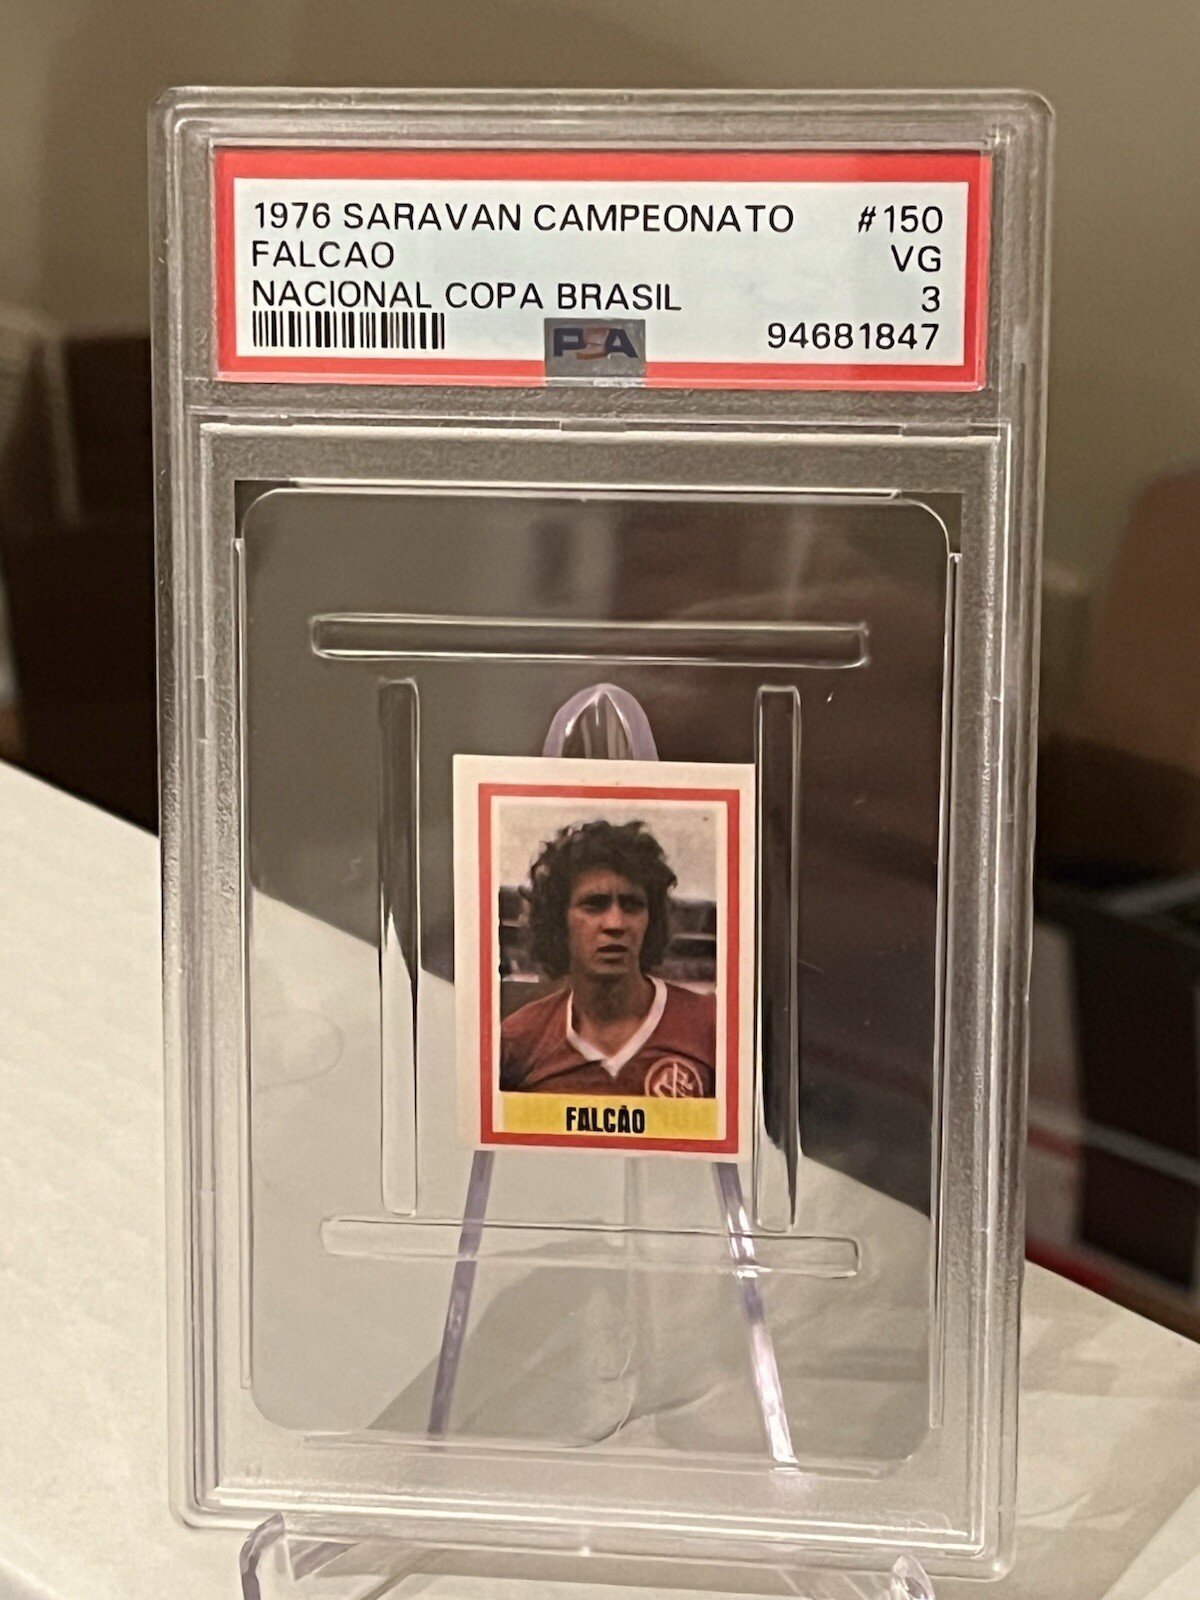 1976 SARAVAN CAMPEONATO #150
FALCAO VG
NACIONAL COPA BRASIL 3
PSA 94681847
FALCÃO